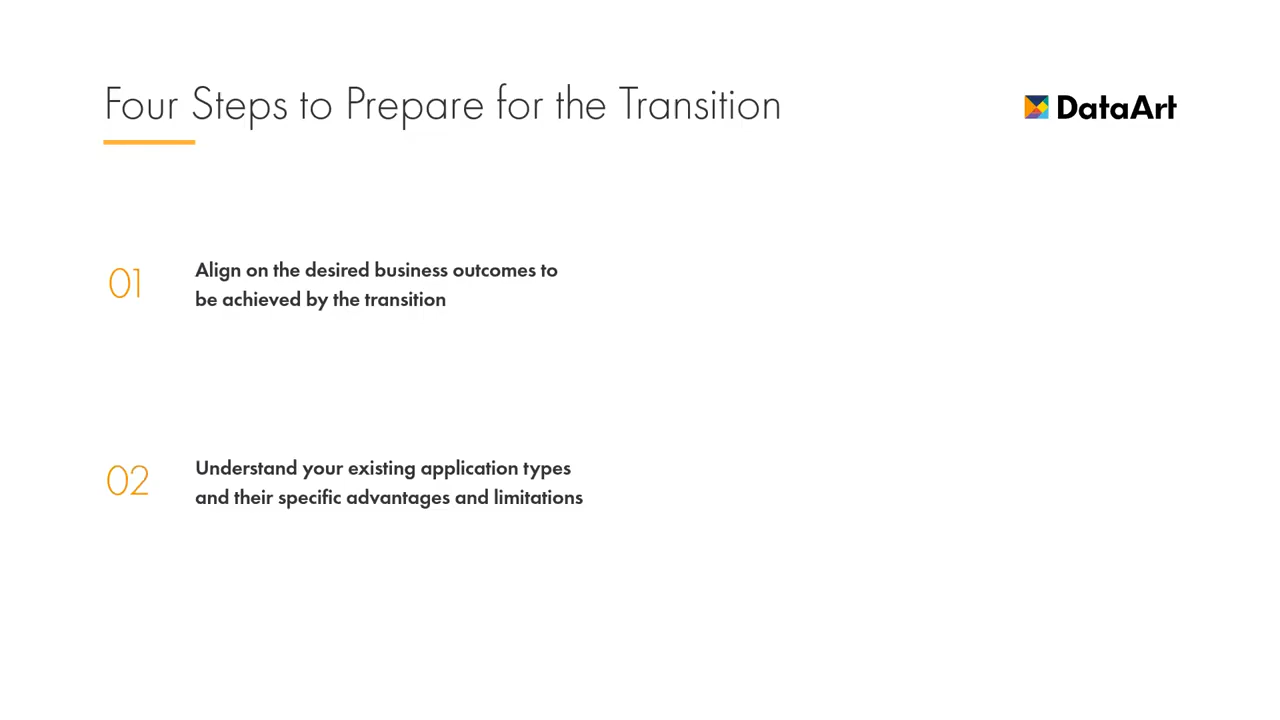 Four Steps to Prepare for the Transition
DataArt
01
Align on the desired business outcomes to
be achieved by the transition
02
Understand your existing application types
and their specific advantages and limitations